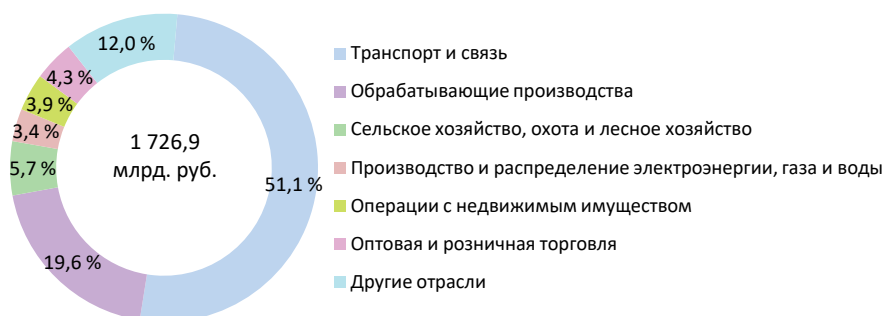 12,0 %
4,3 %
3,9 %
3,4 %
5,7 %
19,6 %
51,1 %
1 726,9
млрд. руб.
Транспорт и связь
Обрабатывающие производства
Сельское хозяйство, охота и лесное хозяйство
Производство и распределение электроэнергии, газа и воды
Операции с недвижимым имуществом
Оптовая и розничная торговля
Другие отрасли